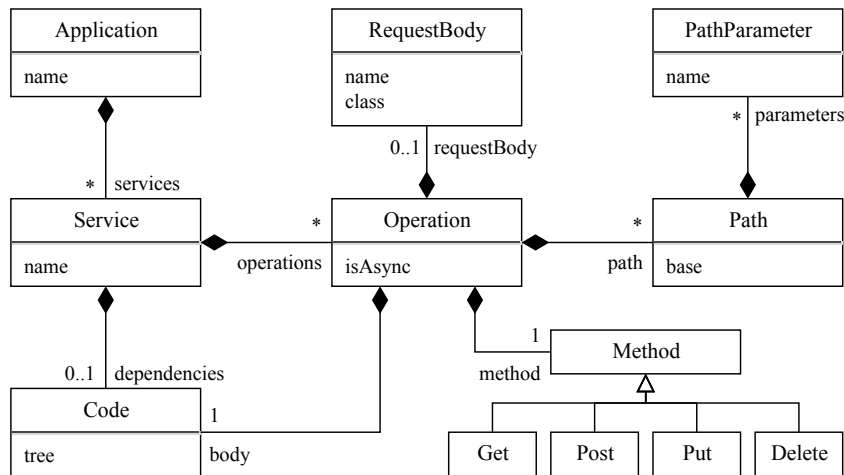 Application
name
RequestBody
name
class
PathParameter
name
* services
0..1 requestBody
* parameters
Service
name
*
operations
Operation
isAsync
*
path
Path
base
0..1 dependencies
1
method
Method
Code
tree
1
body
Get
Post
Put
Delete